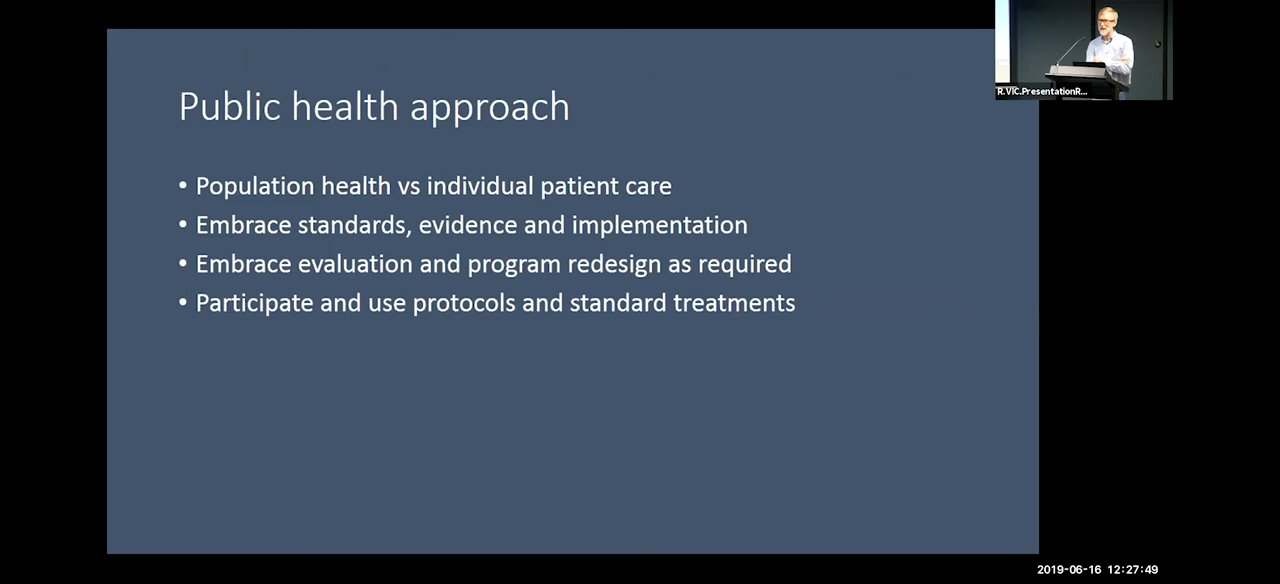 Public health approach
• Population health vs individual patient care
• Embrace standards, evidence and implementation
• Embrace evaluation and program redesign as required
• Participate and use protocols and standard treatments
R.VIC.PresentationR...
2019-06-16 12:27:49